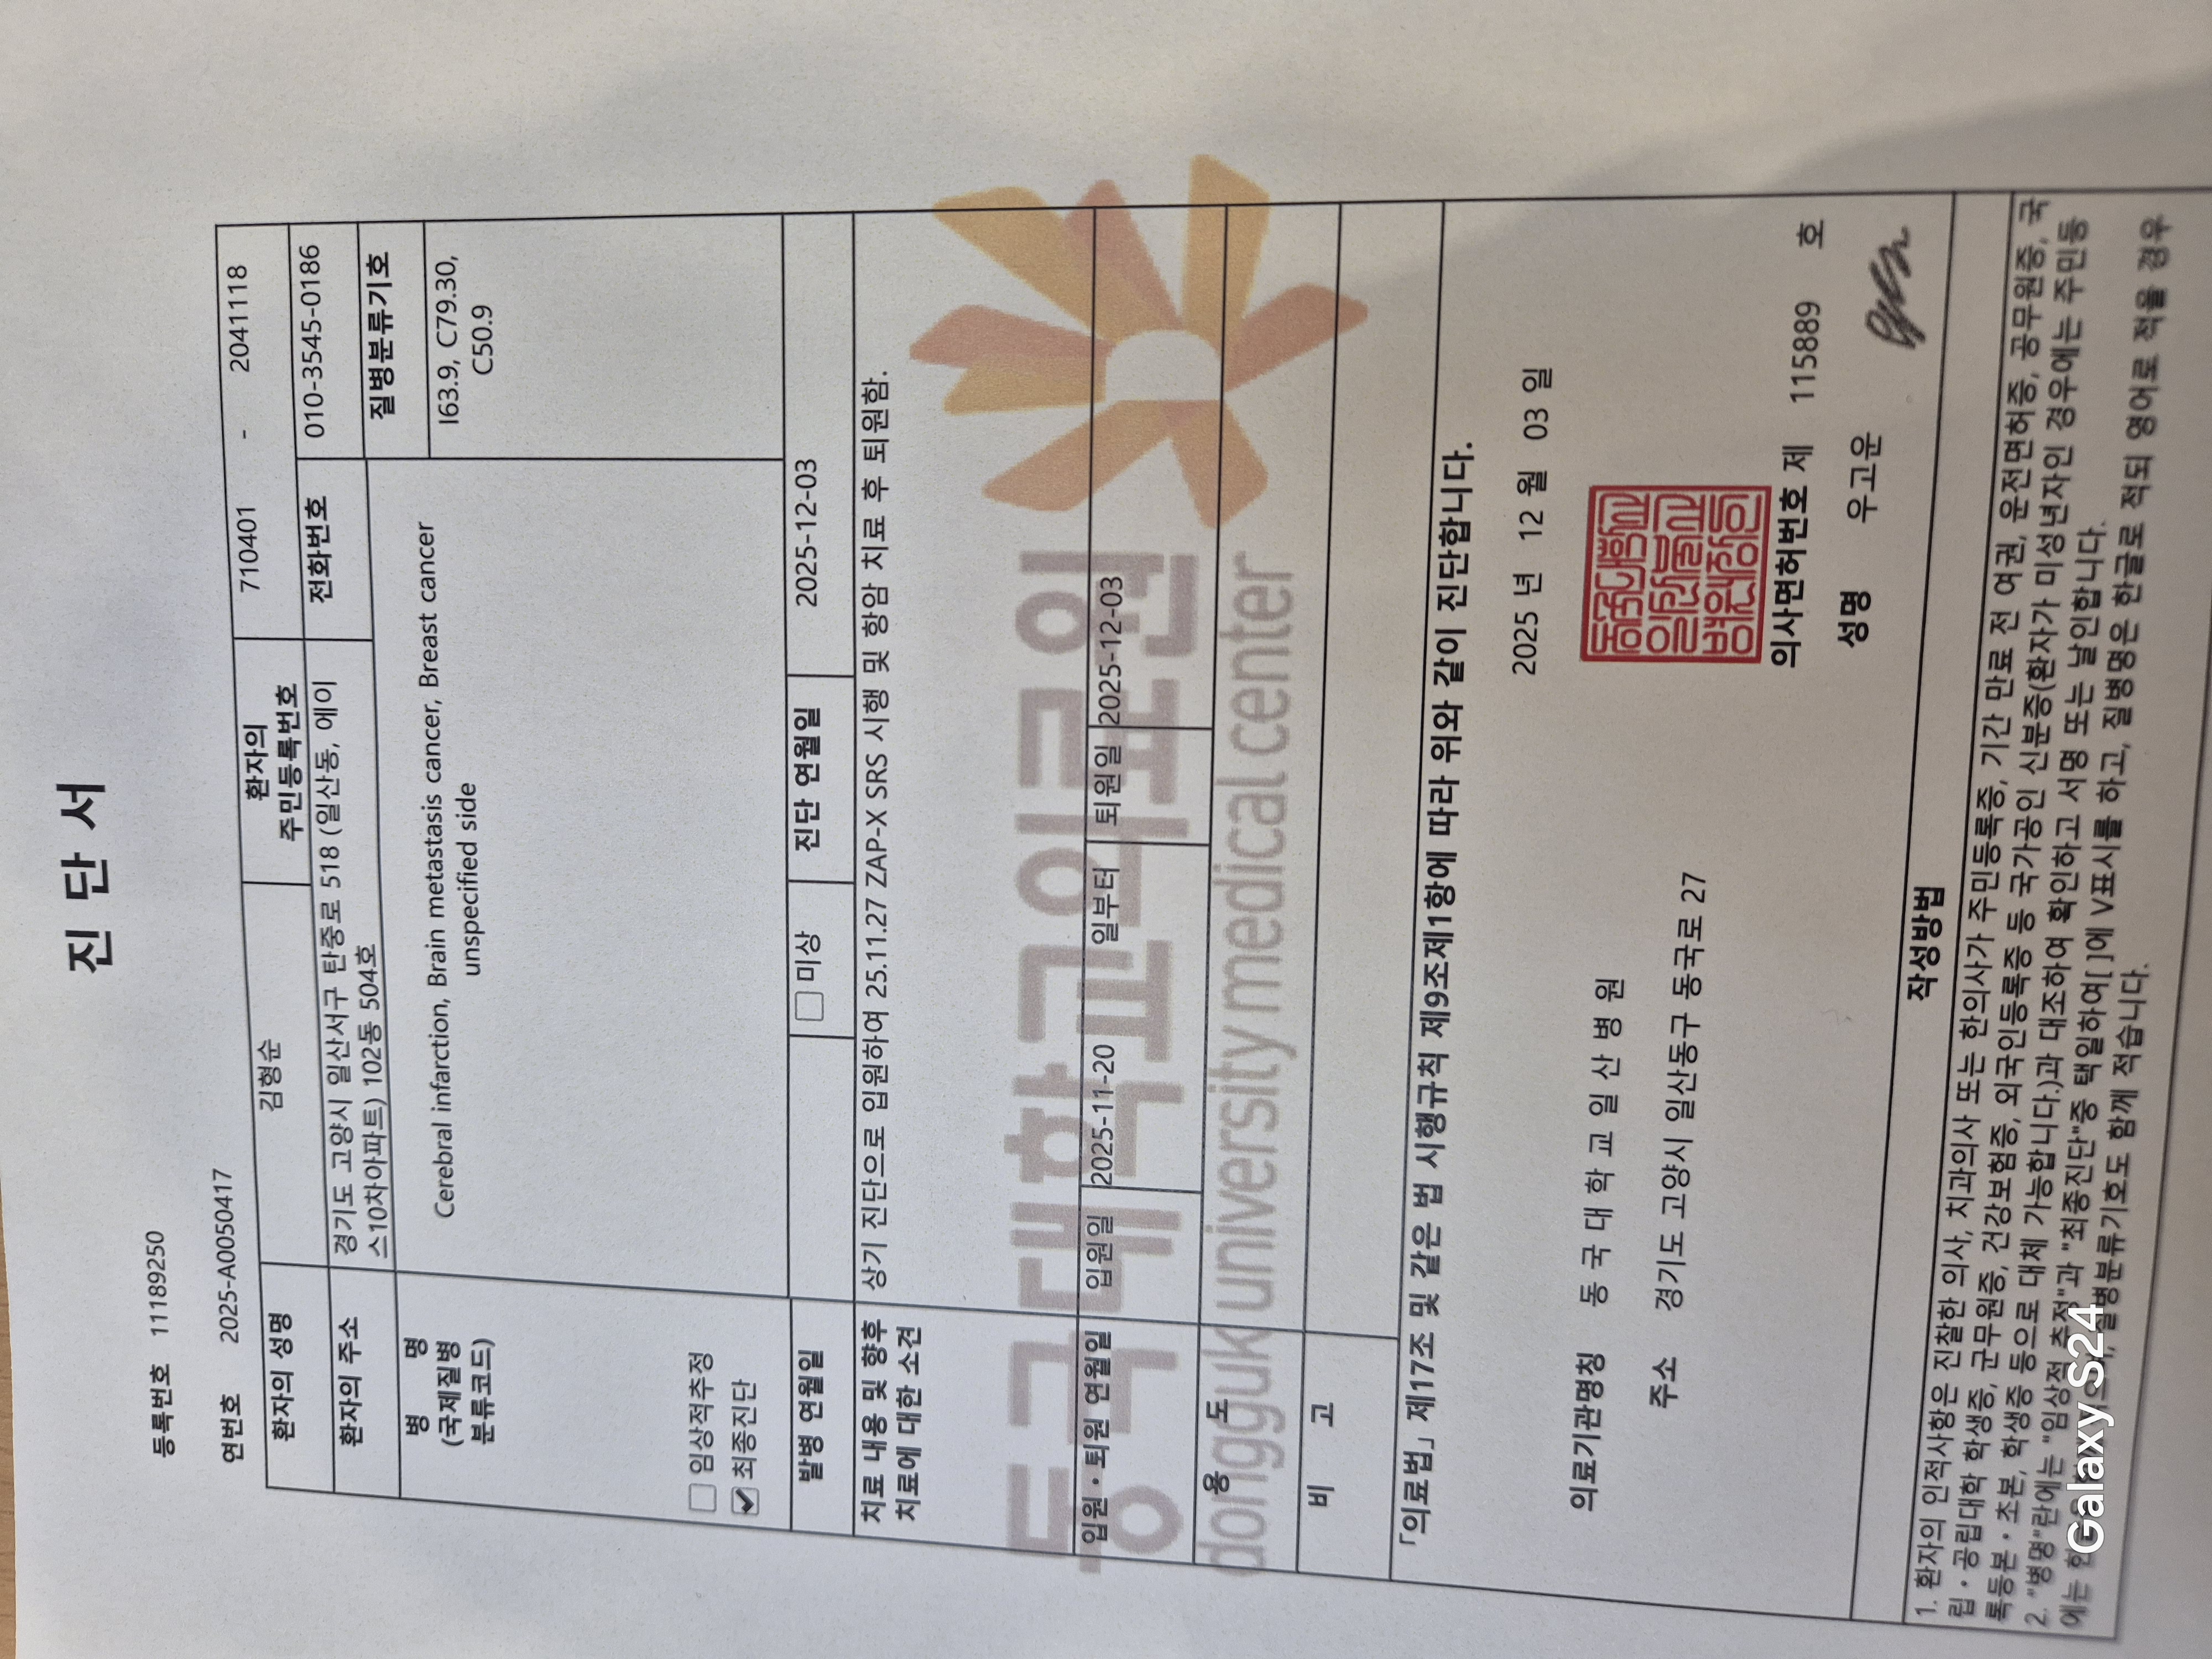 진 단 서
등록번호 11189250
연번호 2025-A0050417
환자의 성명 김형순 환자의 주민등록번호 710401 - 2041118
환자의 주소 경기도 고양시 일산서구 탄중로 518 (일산동, 에이스10차아파트) 102동 504호 전화번호 010-3545-0186
병 명
(국제질병
분류코드)
☐ 임상적추정
☑ 최종진단
Cerebral infarction, Brain metastasis cancer, Breast cancer
unspecified side
질병분류기호
I63.9, C79.30,
C50.9
발병 연월일 ☐ 미상 진단 연월일 2025-12-03
치료 내용 및 향후
치료에 대한 소견
상기 진단으로 입원하여 25.11.27 ZAP-X SRS 시행 및 항암 치료 후 퇴원함.
입원・퇴원 연월일 입원일 2025-11-20 일부터 퇴원일 2025-12-03
용 도
비 고
동국대학교의료원
dongguk university medical center
「의료법」 제17조 및 같은 법 시행규칙 제9조제1항에 따라 위와 같이 진단합니다.
2025 년 12 월 03 일
의료기관명칭 동 국 대 학 교 일 산 병 원
동국대학교
일산불교
병원장인
주소 경기도 고양시 일산동구 동국로 27
의사면허번호 제 115889 호
성명 우고운
작성방법
1. 환자의 인적사항은 진찰한 의사, 치과의사 또는 한의사가 주민등록증, 기간 만료 전 여권, 운전면허증, 공무원증, 국
립・공립대학 학생증, 군무원증, 건강보험증, 외국인등록증 등 국가공인 신분증(환자가 미성년자인 경우에는 주민등
록등본・초본, 학생증 등으로 대체 가능합니다.)과 대조하여 확인하고 서명 또는 날인합니다.
2. "병명"란에는 "임상적 추정"과 "최종진단"중 택일하여[ ]에 V표시를 하고, 질병명은 한글로 적되 영어로 적을 경우
에는 질병분류기호도 함께 적습니다.
Galaxy S24